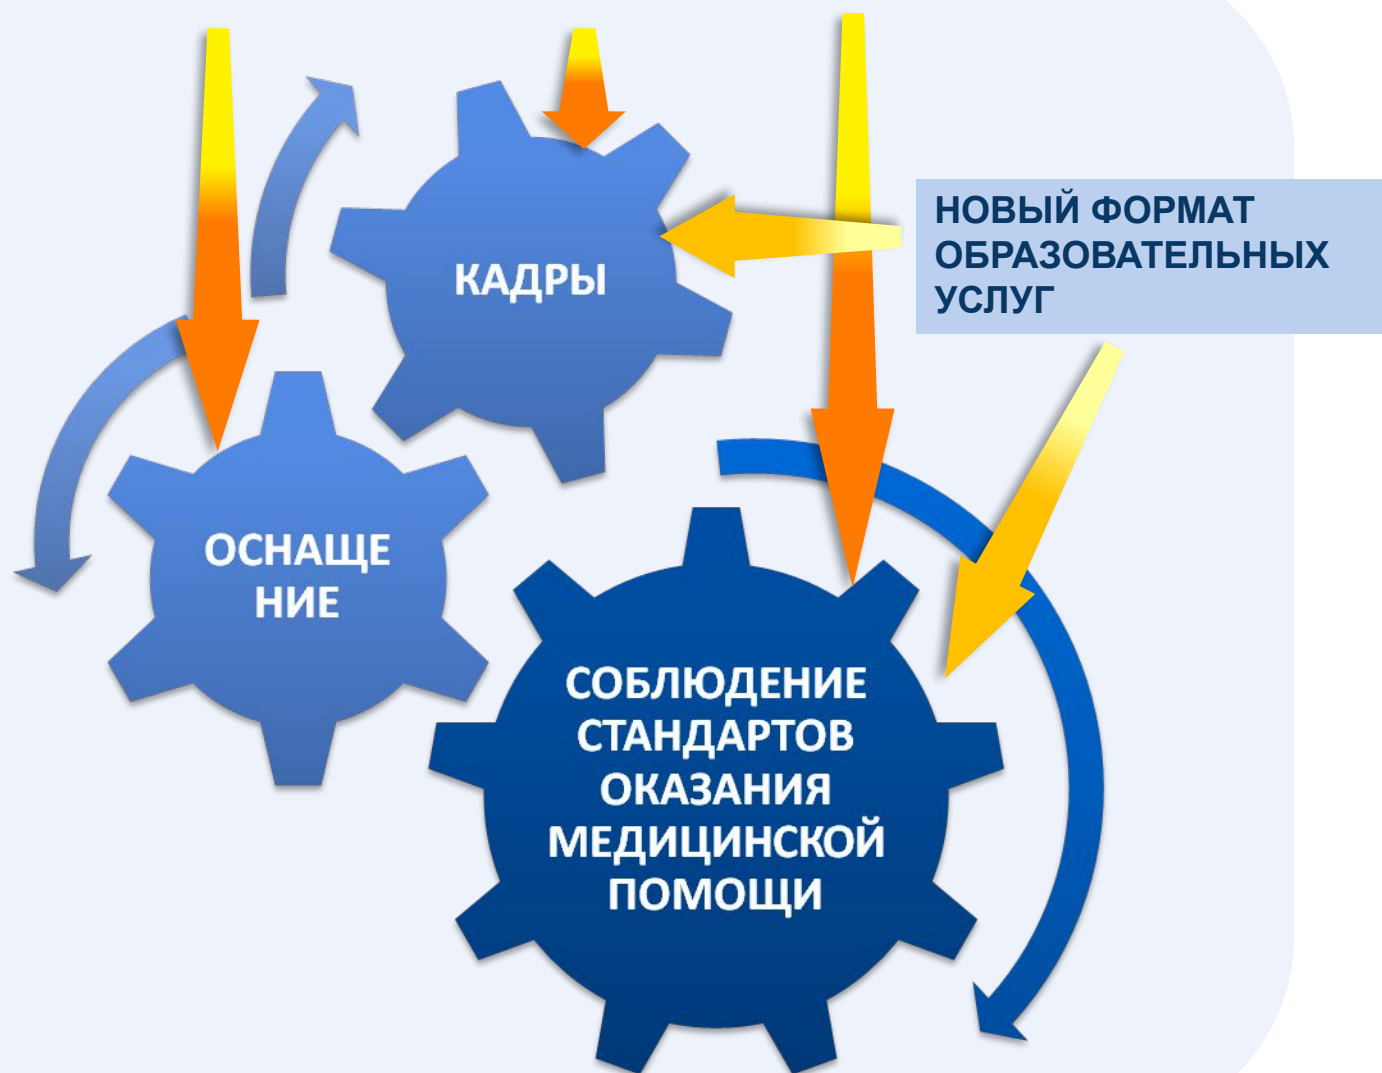 КАДРЫ
НОВЫЙ ФОРМАТ
ОБРАЗОВАТЕЛЬНЫХ
УСЛУГ
ОСНАЩЕ
НИЕ
СОБЛЮДЕНИЕ
СТАНДАРТОВ
ОКАЗАНИЯ
МЕДИЦИНСКОЙ
ПОМОЩИ